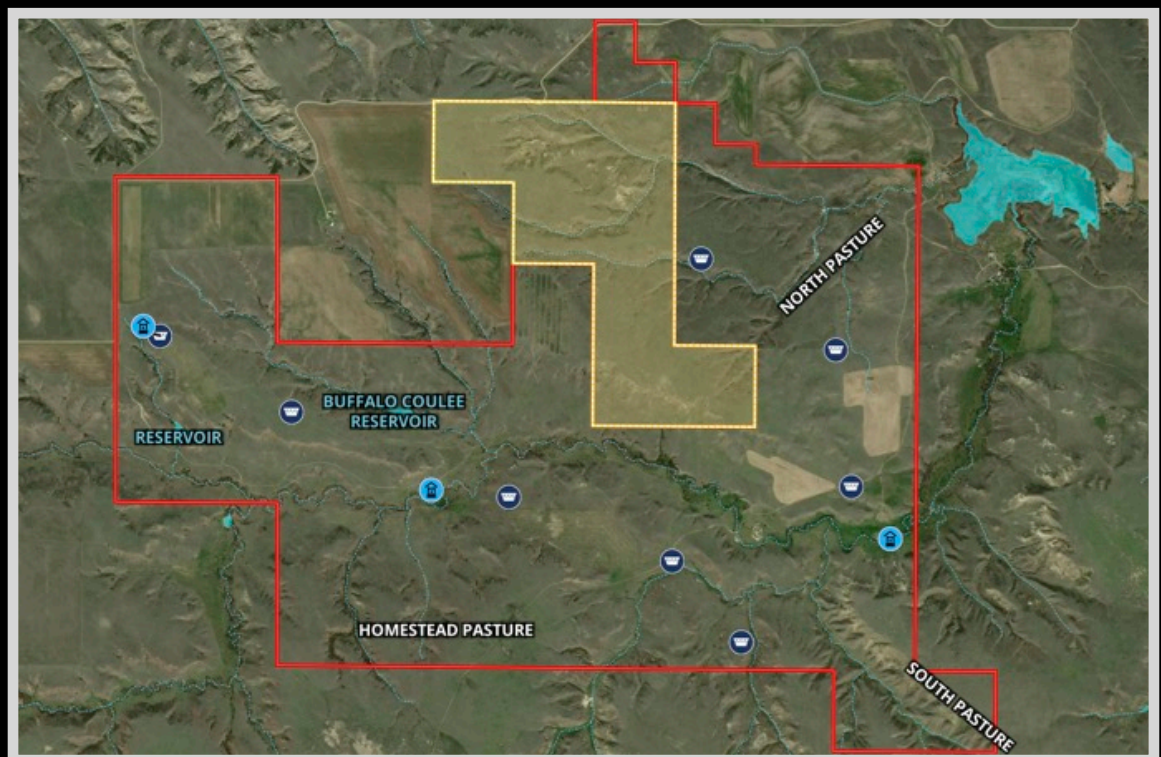 NORTH PASTURE
BUFFALO COULEE
RESERVOIR
RESERVOIR
HOMESTEAD PASTURE
SOUTH PASTURE